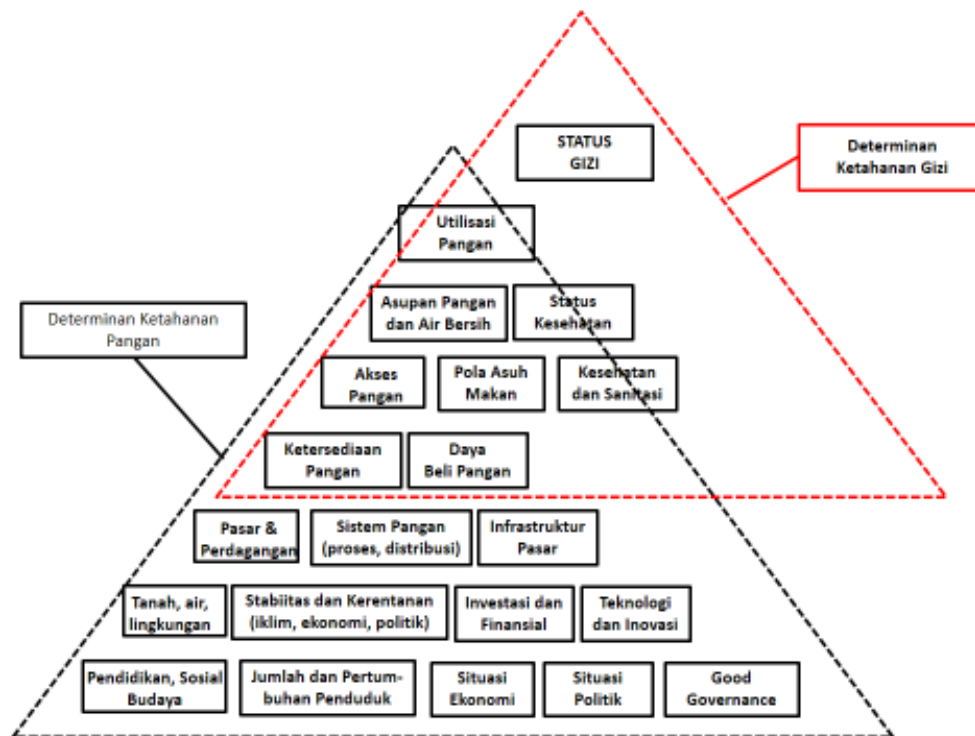 STATUS
GIZI
Determinan
Ketahanan Gizi
Utilisasi
Pangan
Determinan Ketahanan
Pangan
Asupan Pangan
dan Air Bersih
Status
Kesehatan
Akses
Pangan
Pola Asuh
Makan
Kesehatan
dan Sanitasi
Ketersediaan
Pangan
Daya
Beli Pangan
Pasar &
Perdagangan
Sistem Pangan
(proses, distribusi)
Infrastruktur
Pasar
Tanah, air,
lingkungan
Stabiitas dan Kerentanan
(iklim, ekonomi, politik)
Investasi dan
Finansial
Teknologi
dan Inovasi
Pendidikan, Sosial
Budaya
Jumlah dan Pertum-
buhan Penduduk
Situasi
Ekonomi
Situasi
Politik
Good
Governance